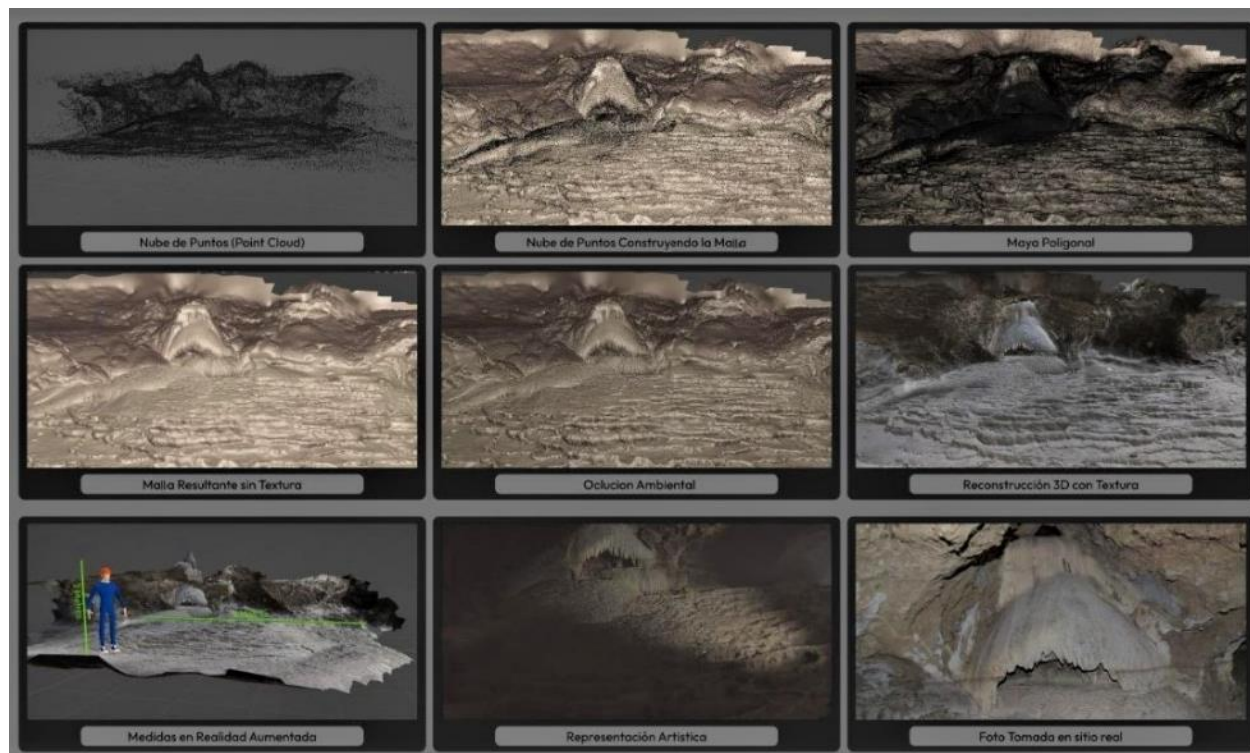 Nube de Puntos (Point Cloud)
Nube de Puntos Construyendo la Malla
Maya Poligonal
Malla Resultante sin Textura
Oclucion Ambiental
Reconstrucción 3D con Textura
Medidas en Realidad Aumentada
Representación Artistica
Foto Tomada en sitio real